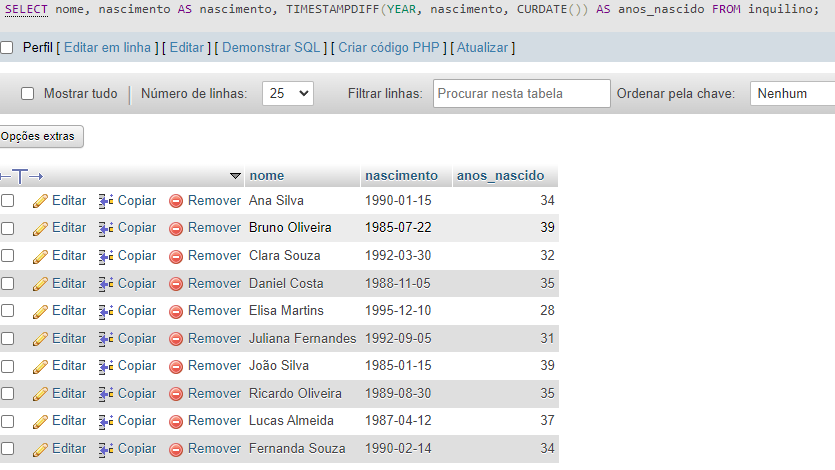 SELECT nome, nascimento AS nascimento, TIMESTAMPDIFF(YEAR, nascimento, CURDATE()) AS anos_nascido FROM inquilino;
Perfil [ Editar em linha ] [ Editar ] [ Demonstrar SQL ] [ Criar código PHP ] [ Atualizar ]
Mostrar tudo Número de linhas: 25 Filtrar linhas: Procurar nesta tabela Ordenar pela chave: Nenhum
Opções extras
←T→ nome nascimento anos_nascido
Editar Copiar Remover Ana Silva 1990-01-15 34
Editar Copiar Remover Bruno Oliveira 1985-07-22 39
Editar Copiar Remover Clara Souza 1992-03-30 32
Editar Copiar Remover Daniel Costa 1988-11-05 35
Editar Copiar Remover Elisa Martins 1995-12-10 28
Editar Copiar Remover Juliana Fernandes 1992-09-05 31
Editar Copiar Remover João Silva 1985-01-15 39
Editar Copiar Remover Ricardo Oliveira 1989-08-30 35
Editar Copiar Remover Lucas Almeida 1987-04-12 37
Editar Copiar Remover Fernanda Souza 1990-02-14 34